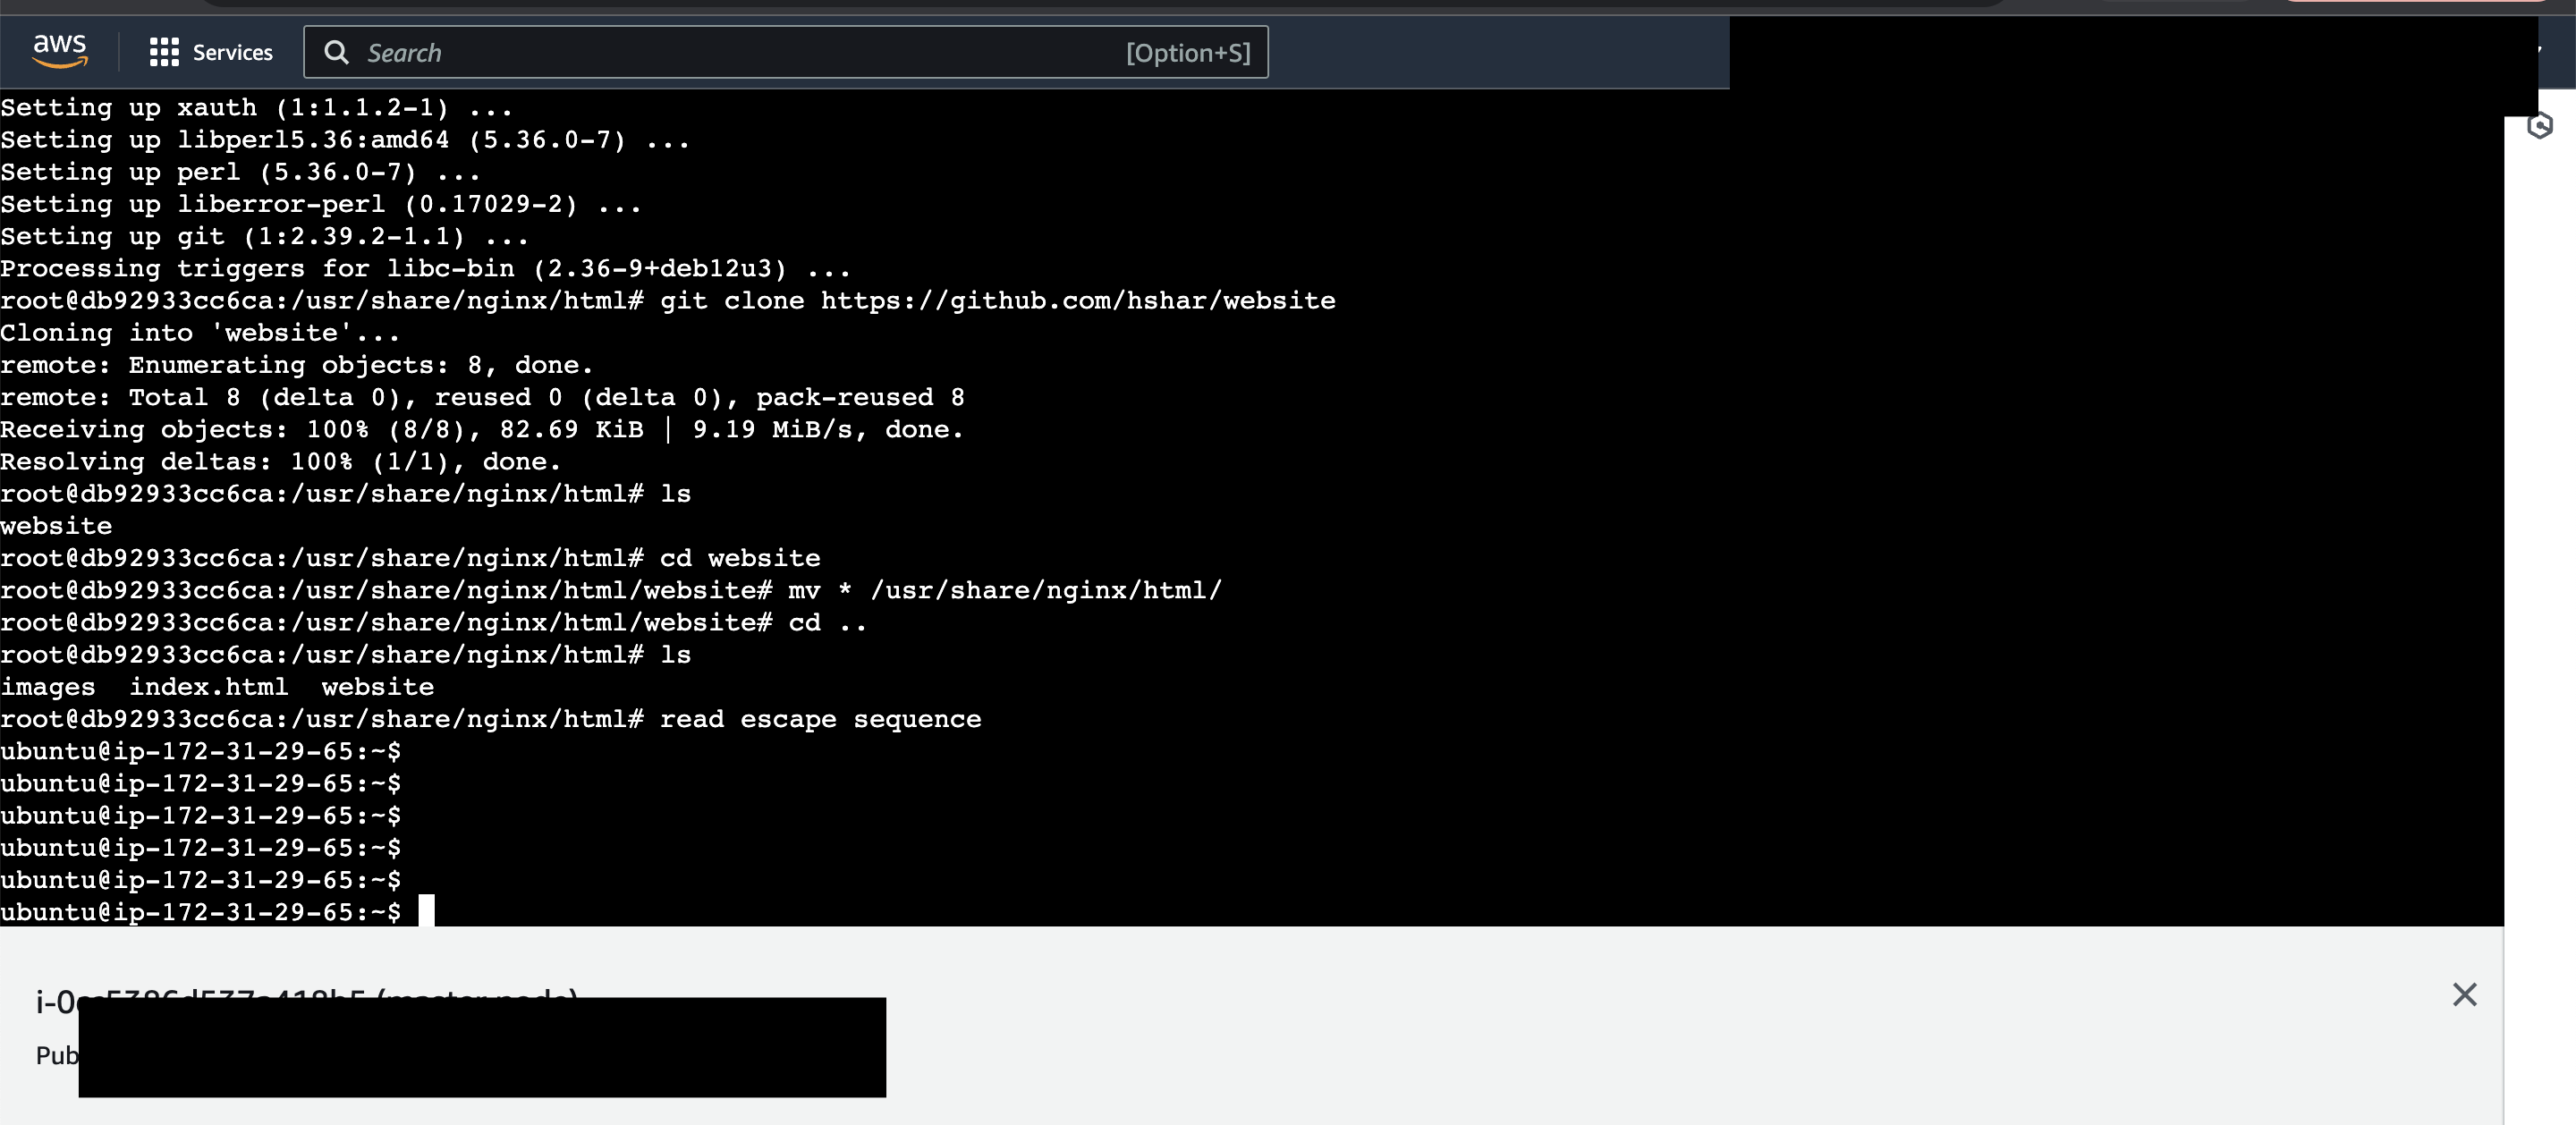 aws Services Search [Option+S]
Setting up xauth (1:1.1.2-1) ...
Setting up libperl5.36:amd64 (5.36.0-7) ...
Setting up perl (5.36.0-7) ...
Setting up liberror-perl (0.17029-2) ...
Setting up git (1:2.39.2-1.1) ...
Processing triggers for libc-bin (2.36-9+deb12u3) ...
root@db92933cc6ca:/usr/share/nginx/html# git clone https://github.com/hshar/website
Cloning into 'website'...
remote: Enumerating objects: 8, done.
remote: Total 8 (delta 0), reused 0 (delta 0), pack-reused 8
Receiving objects: 100% (8/8), 82.69 KiB | 9.19 MiB/s, done.
Resolving deltas: 100% (1/1), done.
root@db92933cc6ca:/usr/share/nginx/html# ls
website
root@db92933cc6ca:/usr/share/nginx/html# cd website
root@db92933cc6ca:/usr/share/nginx/html/website# mv * /usr/share/nginx/html/
root@db92933cc6ca:/usr/share/nginx/html/website# cd ..
root@db92933cc6ca:/usr/share/nginx/html# ls
images index.html website
root@db92933cc6ca:/usr/share/nginx/html# read escape sequence
ubuntu@ip-172-31-29-65:~$
ubuntu@ip-172-31-29-65:~$
ubuntu@ip-172-31-29-65:~$
ubuntu@ip-172-31-29-65:~$
ubuntu@ip-172-31-29-65:~$
ubuntu@ip-172-31-29-65:~$
Pub